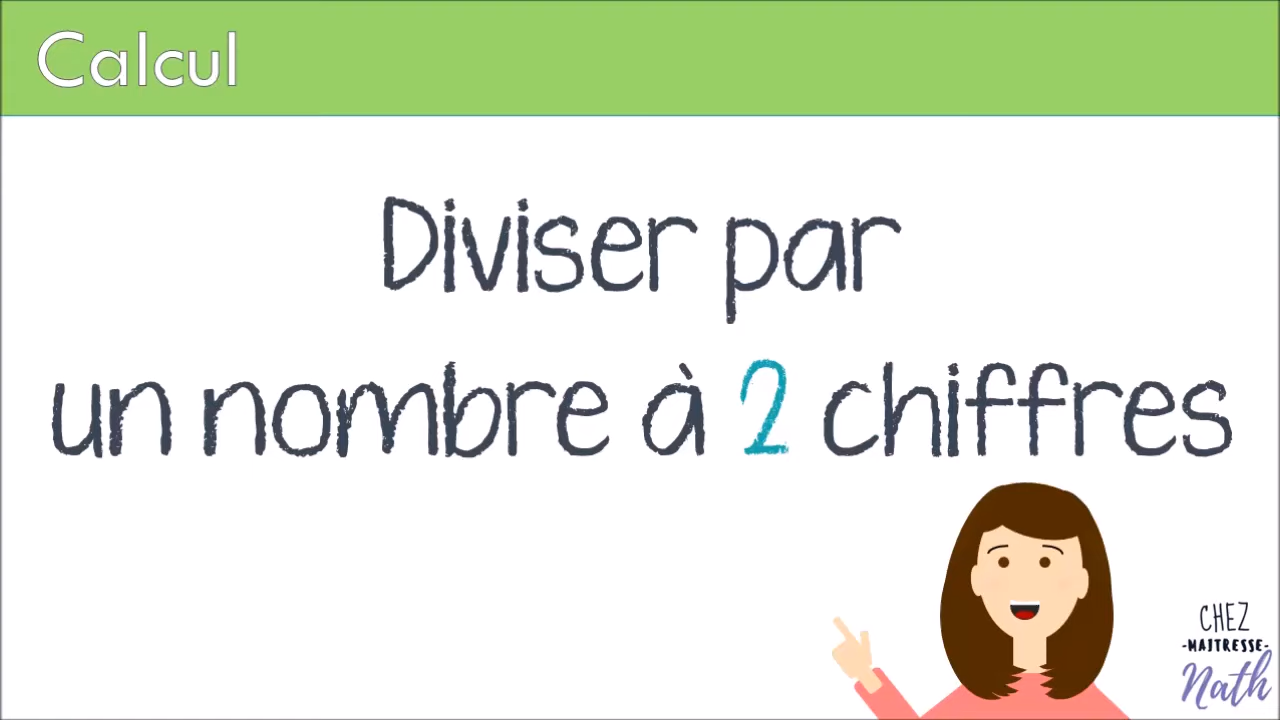 Calcul
Diviser par
un nombre à 2 chiffres
CHEZ
-MAITRESSE-
Nath